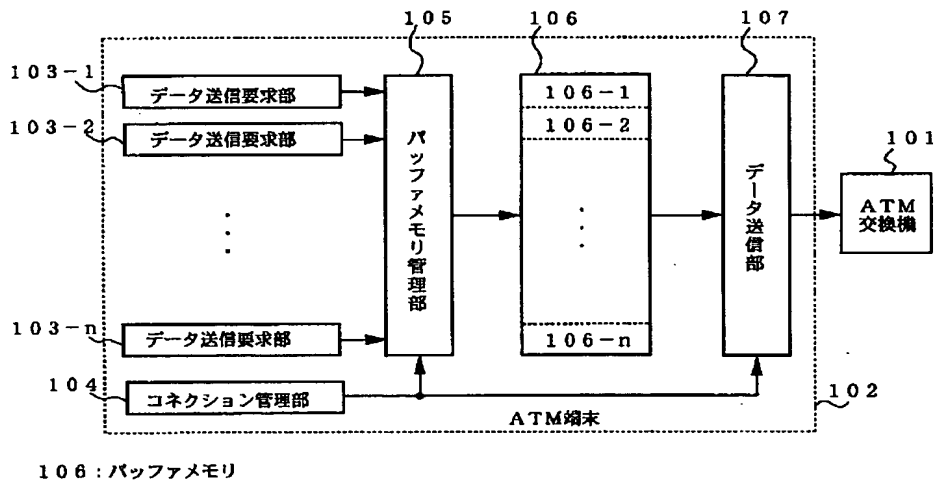 105
106
107
103-1
データ送信要求部
106-1
103-2
データ送信要求部
106-2
101
バッファメモリ管理部
データ送信部
ATM
交換機
103-n
データ送信要求部
106-n
104
コネクション管理部
102
ATM端末
106:バッファメモリ